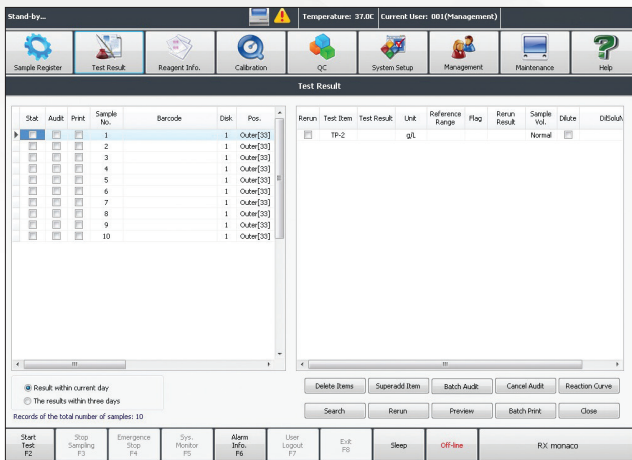 Stand-by...
Temperature: 37.0C
Current User: 001(Management)
Sample Register
Test Result
Reagent Info.
Calibration
QC
System Setup
Management
Maintenance
Help
Test Result
Stat Audit Print Sample No. Barcode Disk Pos.
1 1 Outer[33]
2 1 Outer[33]
3 1 Outer[33]
4 1 Outer[33]
5 1 Outer[33]
6 1 Outer[33]
7 1 Outer[33]
8 1 Outer[33]
9 1 Outer[33]
10 1 Outer[33]
Rerun Test Item Test Result Unit Reference Range Flag Rerun Result Sample Vol. Dilute DilSoluN
TP-2 g/L Normal
Result within current day
The results within three days
Records of the total number of samples: 10
Delete Items
Superadd Item
Batch Audit
Cancel Audit
Reaction Curve
Search
Rerun
Preview
Batch Print
Close
Start Test F2
Stop Sampling F3
Emergence Stop F4
Sys. Monitor F5
Alarm Info. F6
User Logout F7
Exit F8
Sleep
Off-line
RX monaco